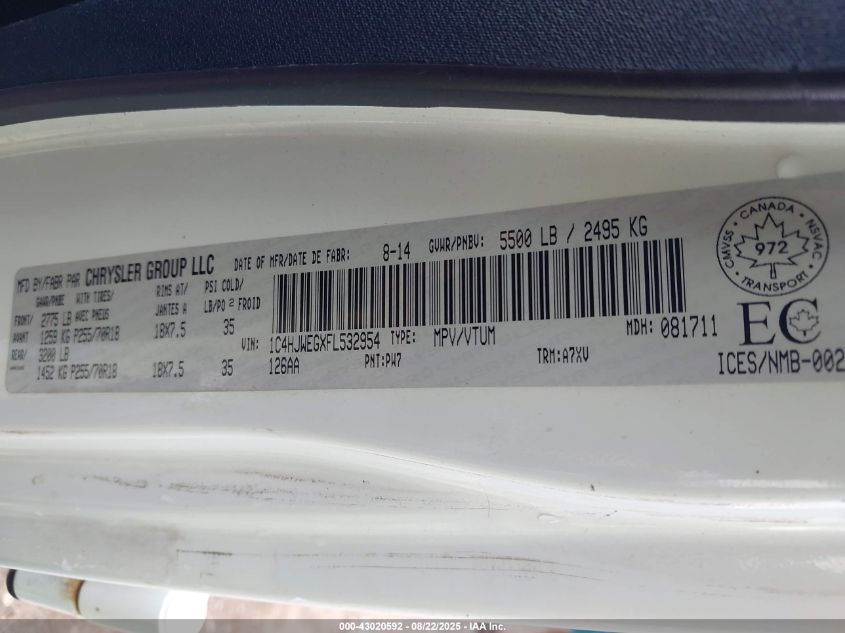 MFD BY/FABR PAR CHRYSLER GROUP LLC DATE OF MFR/DATE DE FABR: 8-14 GVWR/PNBV: 5500 LB / 2495 KG
GAWR/PNBE WITH TIRES/ RIMS AT/ PSI COLD/
AVEC PNEUS JANTES A LB/PO 2 FROID
FRONT/ 2775 LB
AVANT 1259 KG P255/70R18 18X7.5 35
REAR/ 3200 LB
1452 KG P255/70R18 18X7.5 35
VIN: 1C4HJWEGXFL532954 TYPE: MPV/VTUM MDH: 081711
126AA PNT:PW7 TRM:A7XV
CMVSS CANADA NSVAC
972
TRANSPORT
EC
ICES/NMB-002
000-43020592 - 08/22/2025 - IAA Inc.